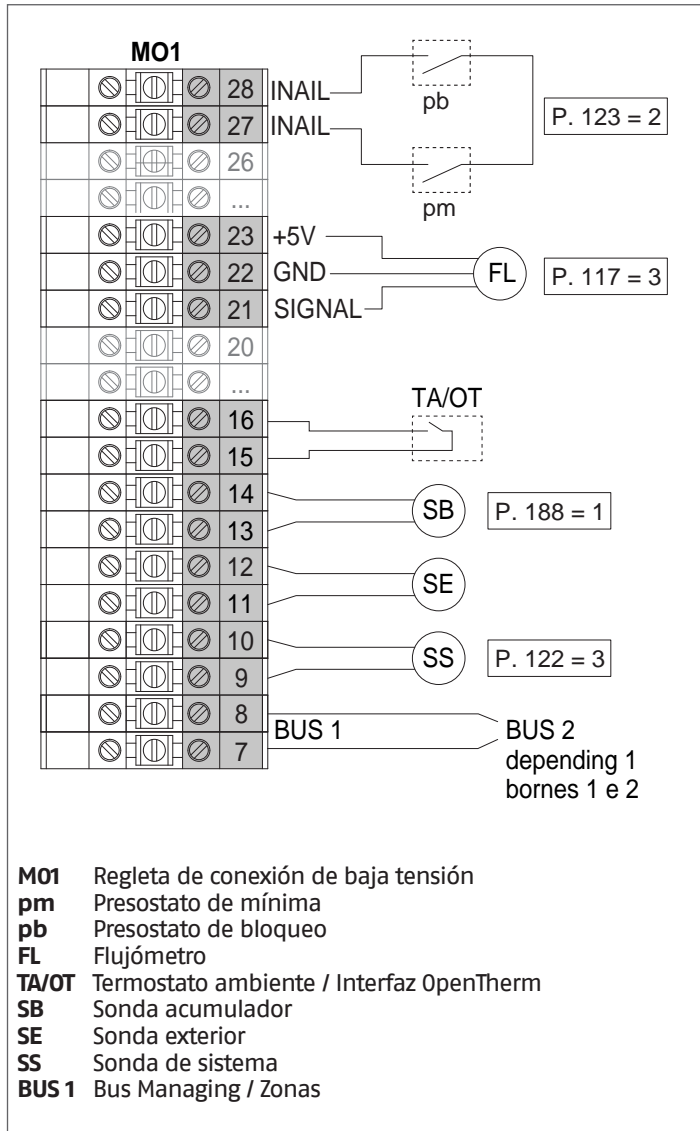 MO1
28 INAIL
pb
27 INAIL
P. 123 = 2
26
pm
...
23 +5V
22 GND FL P. 117 = 3
21 SIGNAL
20
...
TA/OT
16
15
14
SB P. 188 = 1
13
12
SE
11
10
SS P. 122 = 3
9
8
BUS 1 BUS 2
7
depending 1
bornes 1 e 2
M01 Regleta de conexión de baja tensión
pm Presostato de mínima
pb Presostato de bloqueo
FL Flujómetro
TA/OT Termostato ambiente / Interfaz OpenTherm
SB Sonda acumulador
SE Sonda exterior
SS Sonda de sistema
BUS 1 Bus Managing / Zonas